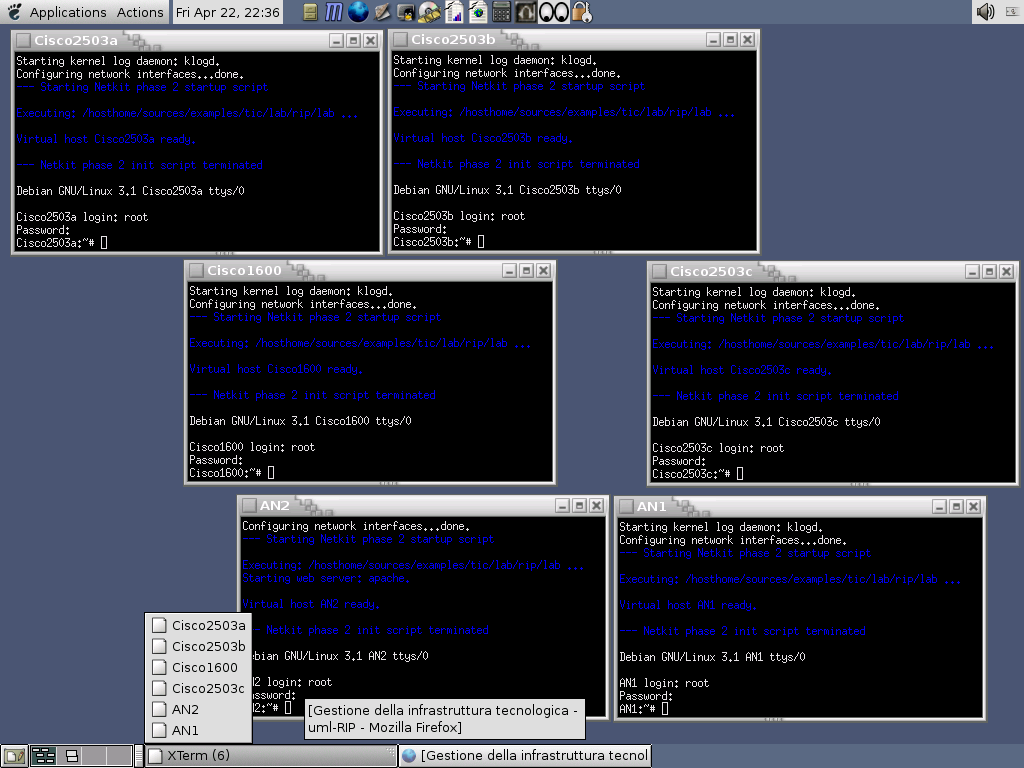 Applications Actions Fri Apr 22, 22:36
Cisco2503a
Starting kernel log daemon: klogd.
Configuring network interfaces...done.
--- Starting Netkit phase 2 startup script
Executing: /hosthome/sources/examples/tic/lab/rip/lab ...
Virtual host Cisco2503a ready.
--- Netkit phase 2 init script terminated
Debian GNU/Linux 3.1 Cisco2503a ttys/0
Cisco2503a login: root
Password:
Cisco2503a:~#
Cisco2503b
Starting kernel log daemon: klogd.
Configuring network interfaces...done.
--- Starting Netkit phase 2 startup script
Executing: /hosthome/sources/examples/tic/lab/rip/lab ...
Virtual host Cisco2503b ready.
--- Netkit phase 2 init script terminated
Debian GNU/Linux 3.1 Cisco2503b ttys/0
Cisco2503b login: root
Password:
Cisco2503b:~#
Cisco1600
Starting kernel log daemon: klogd.
Configuring network interfaces...done.
--- Starting Netkit phase 2 startup script
Executing: /hosthome/sources/examples/tic/lab/rip/lab ...
Virtual host Cisco1600 ready.
--- Netkit phase 2 init script terminated
Debian GNU/Linux 3.1 Cisco1600 ttys/0
Cisco1600 login: root
Password:
Cisco1600:~#
Cisco2503c
Starting kernel log daemon: klogd.
Configuring network interfaces...done.
--- Starting Netkit phase 2 startup script
Executing: /hosthome/sources/examples/tic/lab/rip/lab ...
Virtual host Cisco2503c ready.
--- Netkit phase 2 init script terminated
Debian GNU/Linux 3.1 Cisco2503c ttys/0
Cisco2503c login: root
Password:
Cisco2503c:~#
AN2
Configuring network interfaces...done.
--- Starting Netkit phase 2 startup script
Executing: /hosthome/sources/examples/tic/lab/rip/lab ...
Starting web server: apache.
Virtual host AN2 ready.
- Netkit phase 2 init script terminated
bian GNU/Linux 3.1 AN2 ttys/0
2 login: root
ssword:
2:~#
AN1
Starting kernel log daemon: klogd.
Configuring network interfaces...done.
--- Starting Netkit phase 2 startup script
Executing: /hosthome/sources/examples/tic/lab/rip/lab ...
Virtual host AN1 ready.
--- Netkit phase 2 init script terminated
Debian GNU/Linux 3.1 AN1 ttys/0
AN1 login: root
Password:
AN1:~#
Cisco2503a
Cisco2503b
Cisco1600
Cisco2503c
AN2
AN1
[Gestione della infrastruttura tecnologica -
uml-RIP - Mozilla Firefox]
XTerm (6)
[Gestione della infrastruttura tecnol